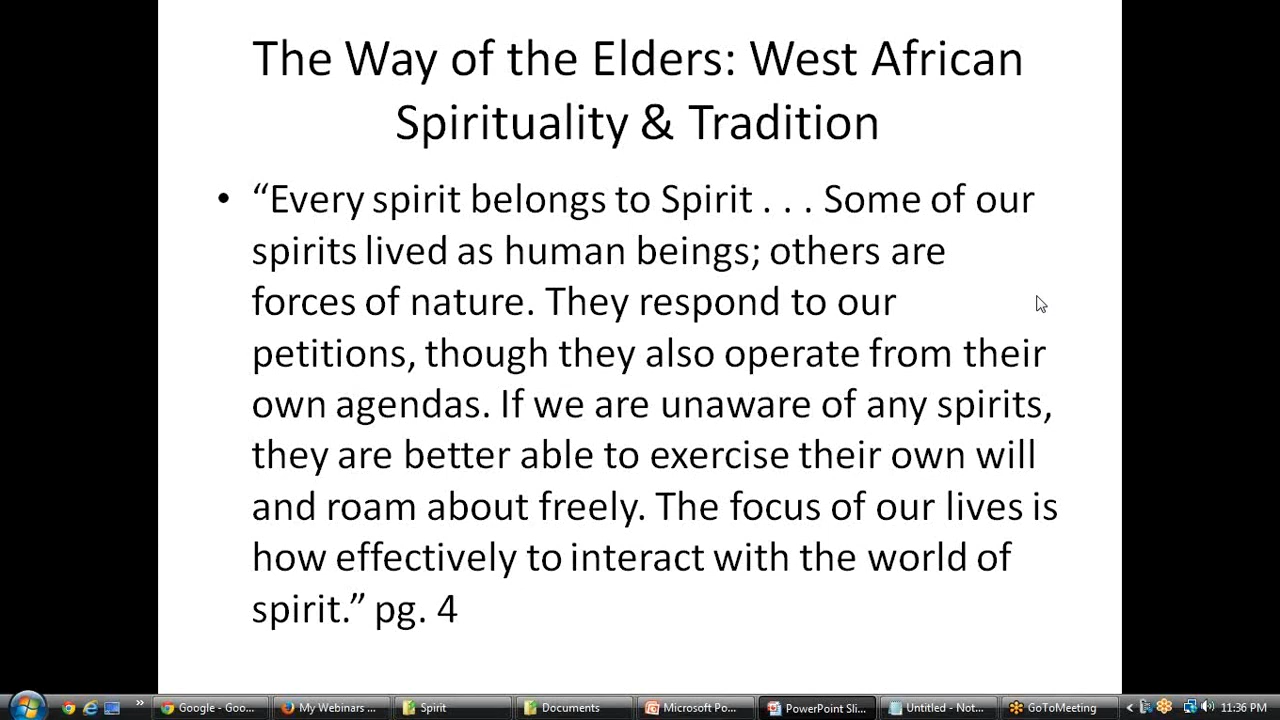 The Way of the Elders: West African
Spirituality & Tradition
• “Every spirit belongs to Spirit . . . Some of our
spirits lived as human beings; others are
forces of nature. They respond to our
petitions, though they also operate from their
own agendas. If we are unaware of any spirits,
they are better able to exercise their own will
and roam about freely. The focus of our lives is
how effectively to interact with the world of
spirit.” pg. 4
Google - Goo... My Webinars ... Spirit Documents Microsoft Po... PowerPoint Sli... Untitled - Not... GoToMeeting 11:36 PM